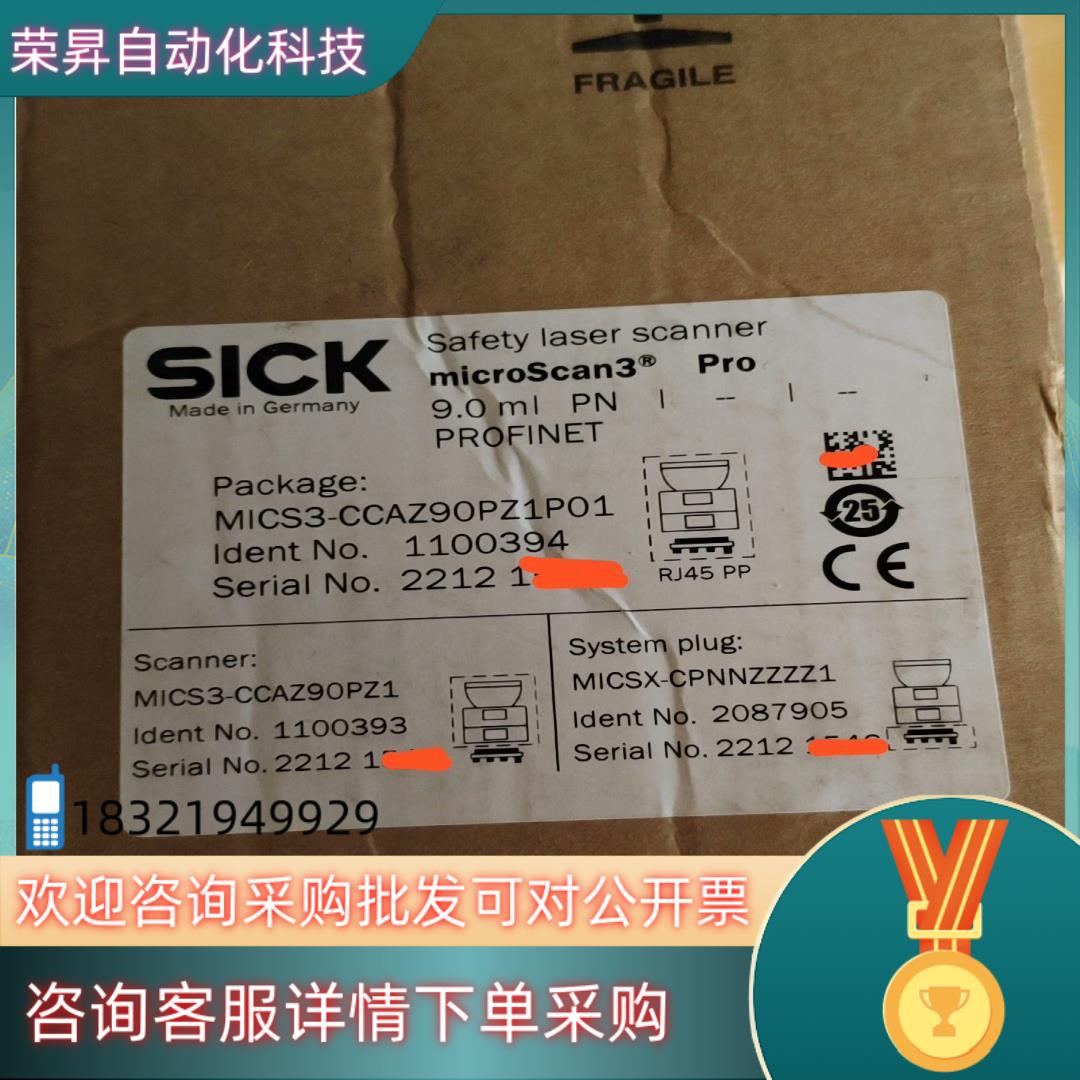 荣昇自动化科技
FRAGILE
SICK
Made in Germany
Safety laser scanner
microScan3® Pro
9.0 ml PN | -- | --
PROFINET
Package:
MICS3-CCAZ90PZ1P01
Ident No. 1100394
Serial No. 2212 1
RJ45 PP
25
CE
Scanner:
MICS3-CCAZ90PZ1
Ident No. 1100393
Serial No. 2212 1
System plug:
MICSX-CPNNZZZZ1
Ident No. 2087905
Serial No. 2212
18321949929
欢迎咨询采购批发可对公开票
咨询客服详情下单采购